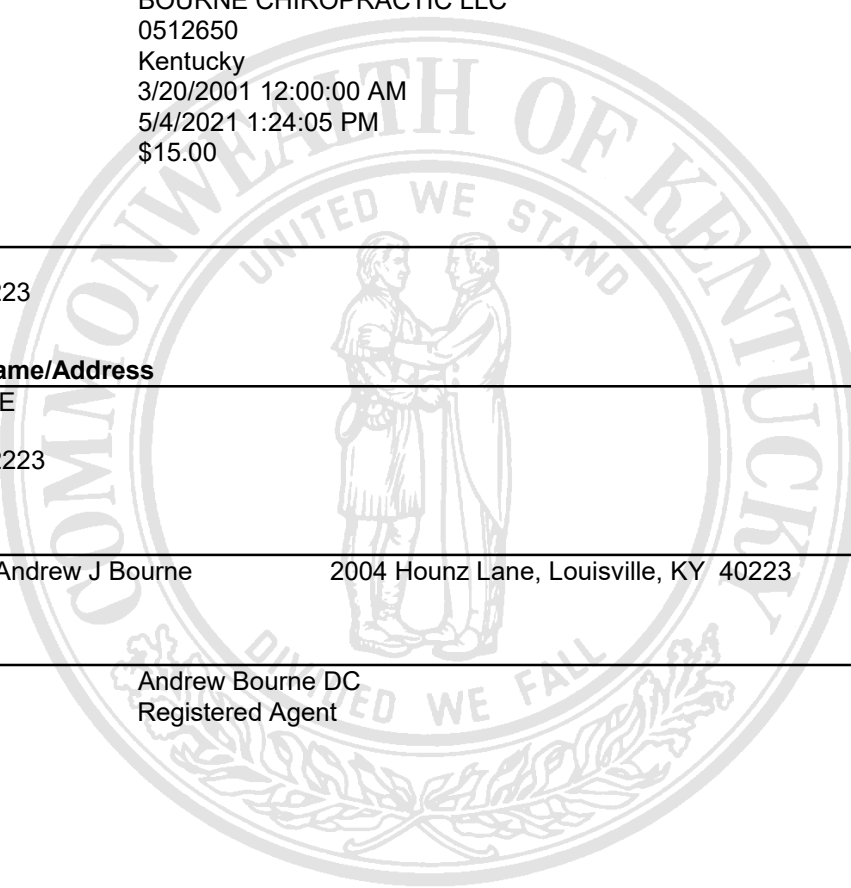 BOURNE CHIROPRACTIC LLC
0512650
Kentucky
3/20/2001 12:00:00 AM
5/4/2021 1:24:05 PM
$15.00
COMMONWEALTH OF KENTUCKY
UNITED WE STAND
223
ame/Address
E
2223
Andrew J Bourne 2004 Hounz Lane, Louisville, KY 40223
DIVITED WE FALL
Andrew Bourne DC
Registered Agent